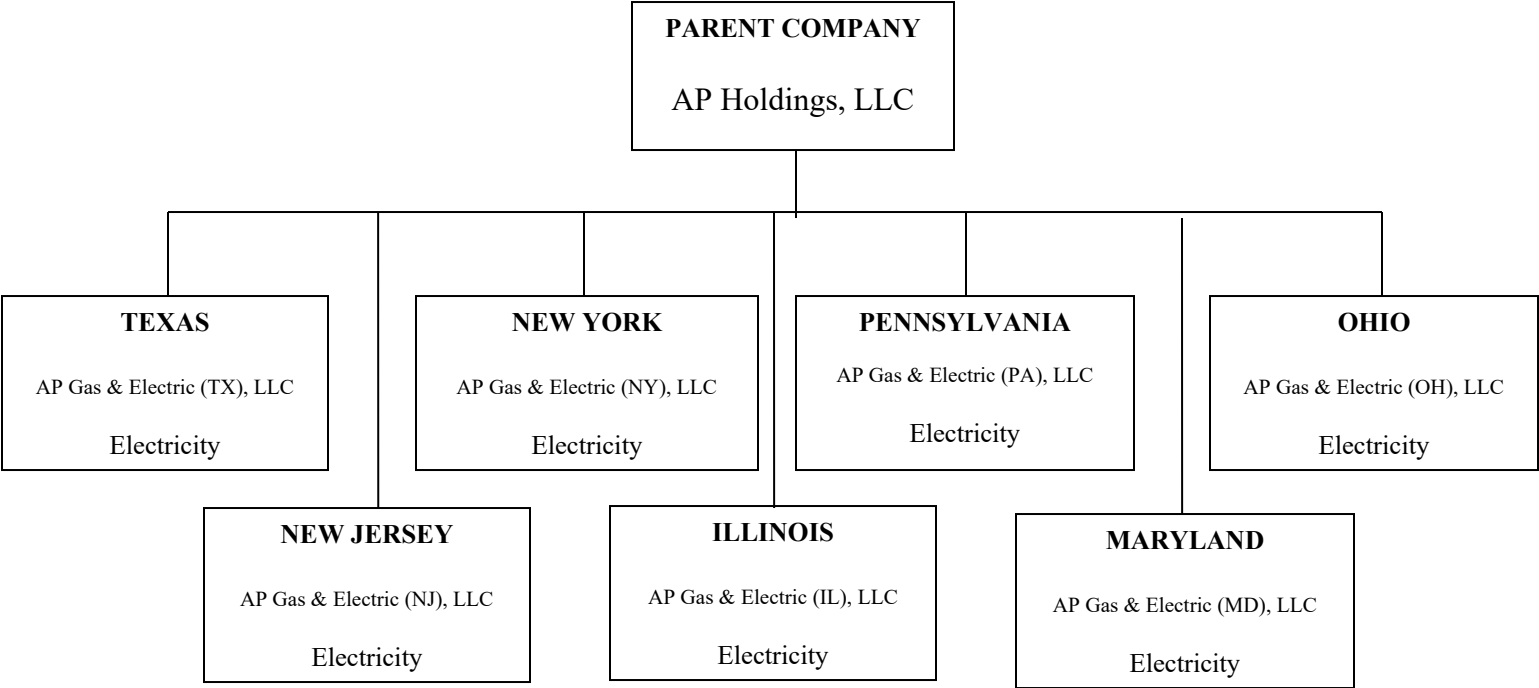 PARENT COMPANY
AP Holdings, LLC
TEXAS
AP Gas & Electric (TX), LLC
Electricity
NEW YORK
AP Gas & Electric (NY), LLC
Electricity
PENNSYLVANIA
AP Gas & Electric (PA), LLC
Electricity
OHIO
AP Gas & Electric (OH), LLC
Electricity
NEW JERSEY
AP Gas & Electric (NJ), LLC
Electricity
ILLINOIS
AP Gas & Electric (IL), LLC
Electricity
MARYLAND
AP Gas & Electric (MD), LLC
Electricity